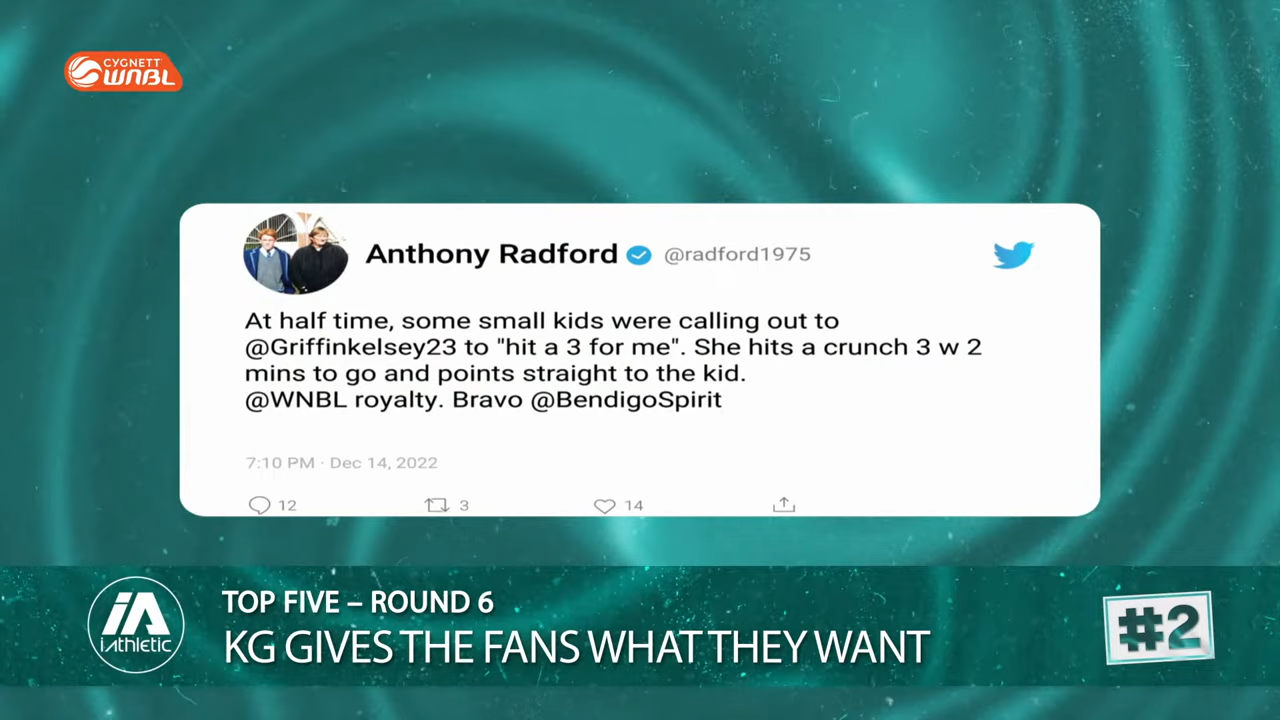 CYGNETT
WNBL
Anthony Radford @radford1975
At half time, some small kids were calling out to
@Griffinkelsey23 to "hit a 3 for me". She hits a crunch 3 w 2
mins to go and points straight to the kid.
@WNBL royalty. Bravo @BendigoSpirit
7:10 PM · Dec 14, 2022
12 3 14
iA
iAthletic
TOP FIVE – ROUND 6
KG GIVES THE FANS WHAT THEY WANT
#2